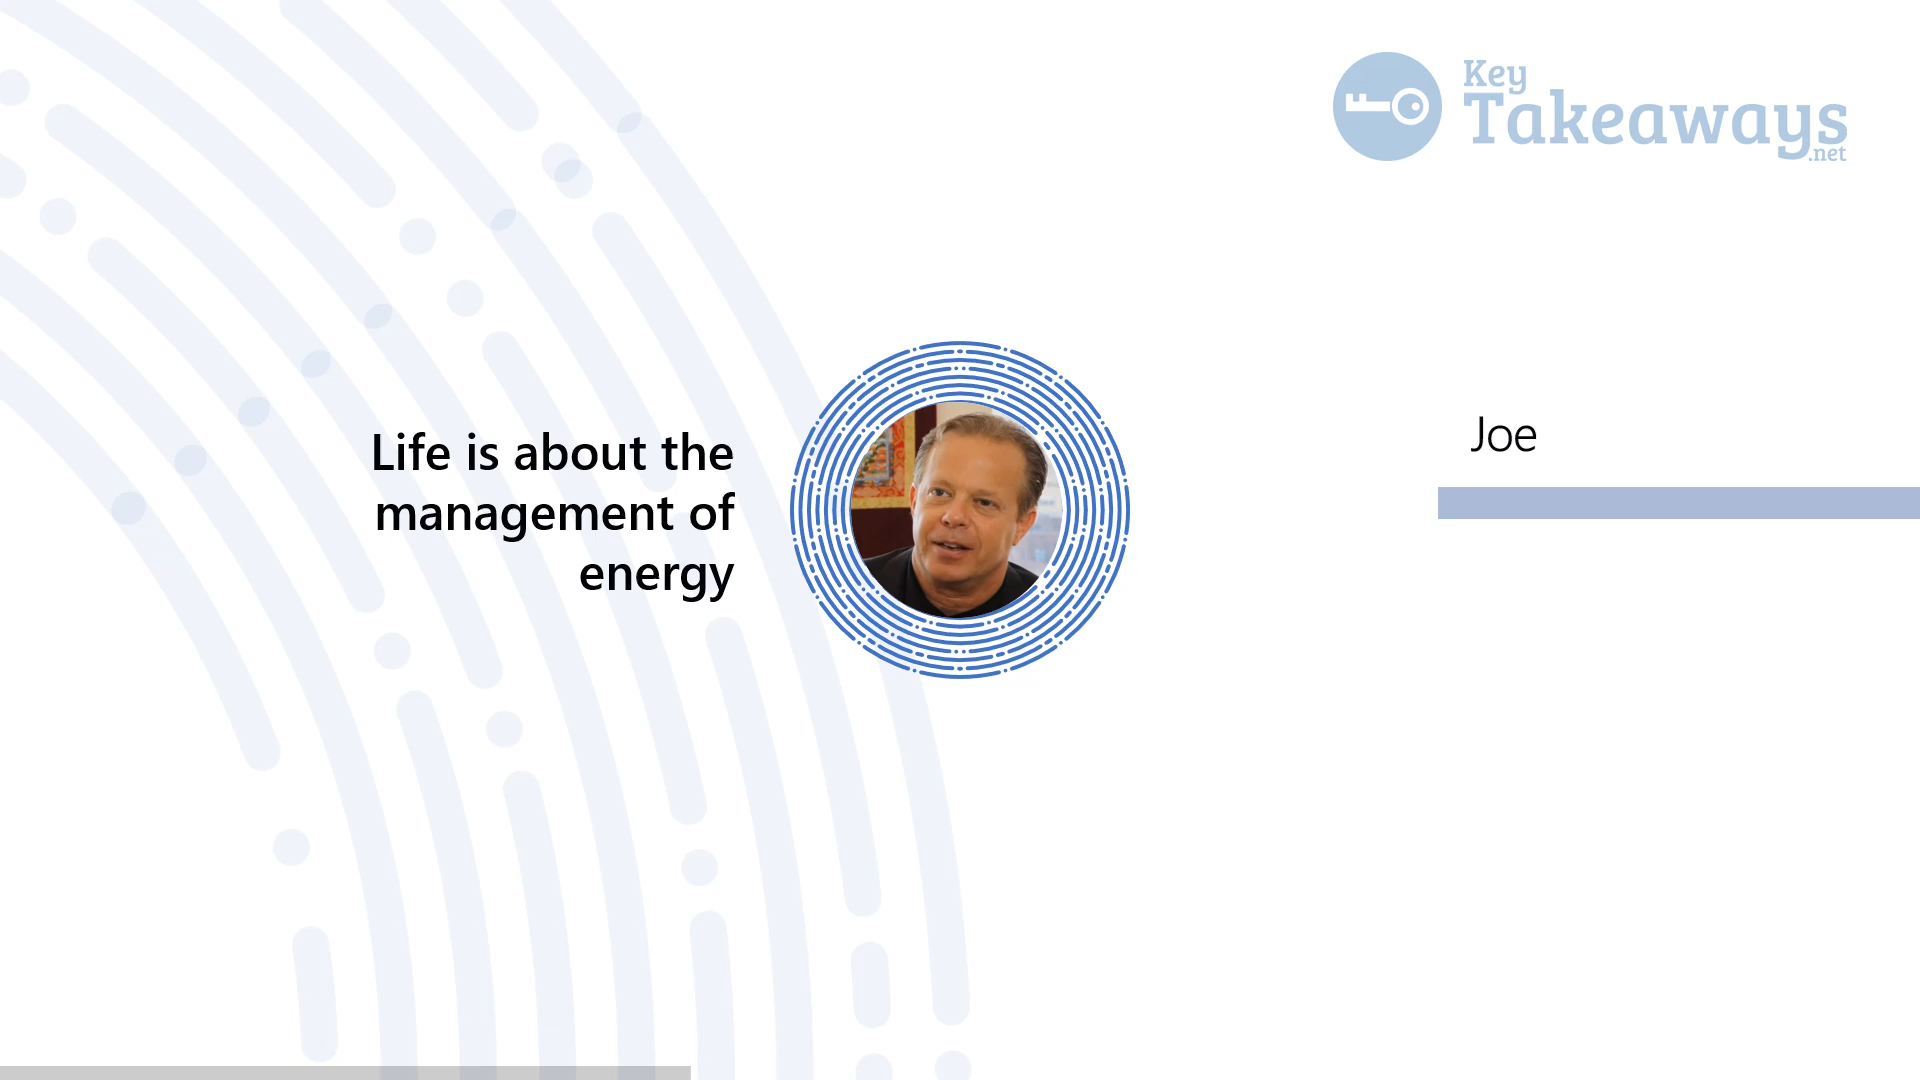 Key
Takeaways
.net
Life is about the
management of
energy
Joe